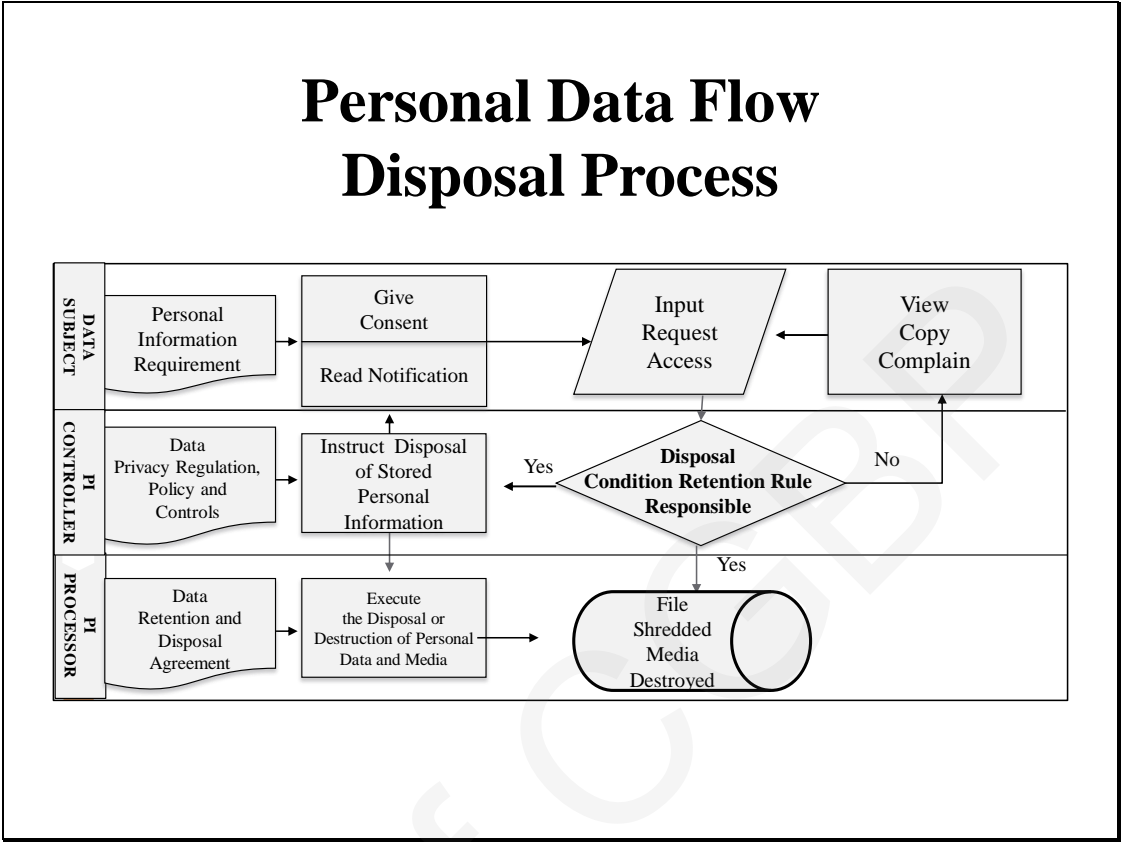 Personal Data Flow
Disposal Process
DATA
SUBJECT
Personal
Information
Requirement
Give
Consent
Read Notification
Input
Request
Access
View
Copy
Complain
PI
CONTROLLER
Data
Privacy Regulation,
Policy and
Controls
Instruct Disposal
of Stored
Personal
Information
Yes
Disposal
Condition Retention Rule
Responsible
No
PI
PROCESSOR
Data
Retention and
Disposal
Agreement
Execute
the Disposal or
Destruction of Personal
Data and Media
Yes
File
Shredded
Media
Destroyed
f CGBP